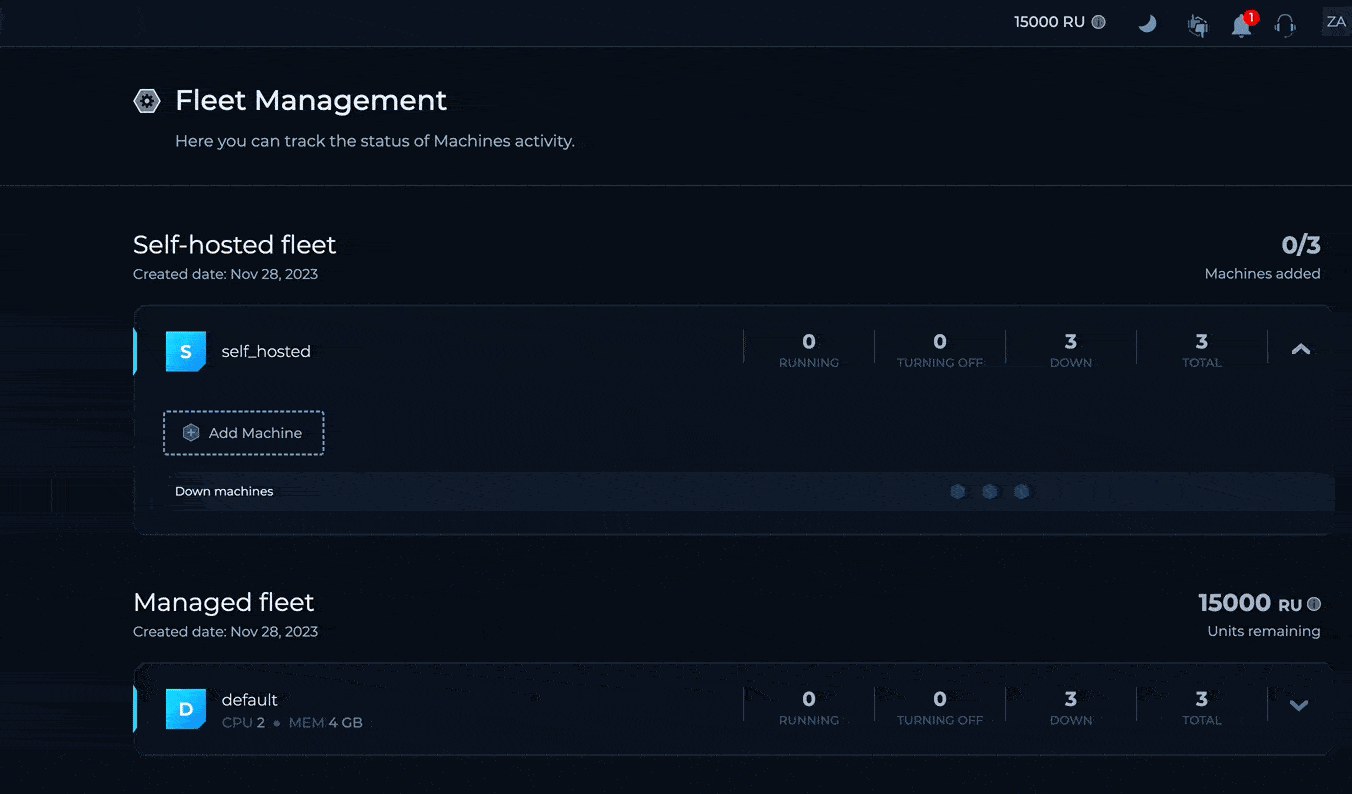 15000 RU
1
ZA
Fleet Management
Here you can track the status of Machines activity.
Self-hosted fleet
0/3
Created date: Nov 28, 2023
Machines added
S
self_hosted
0
0
3
3
RUNNING
TURNING OFF
DOWN
TOTAL
Add Machine
Down machines
Managed fleet
15000 RU
Created date: Nov 28, 2023
Units remaining
D
default
CPU 2 • MEM 4 GB
0
0
3
3
RUNNING
TURNING OFF
DOWN
TOTAL